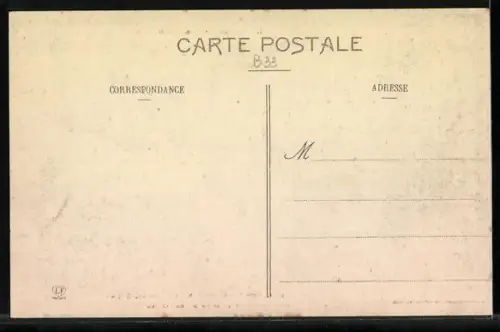 CARTE POSTALE
B33
CORRESPONDANCE
ADRESSE
M